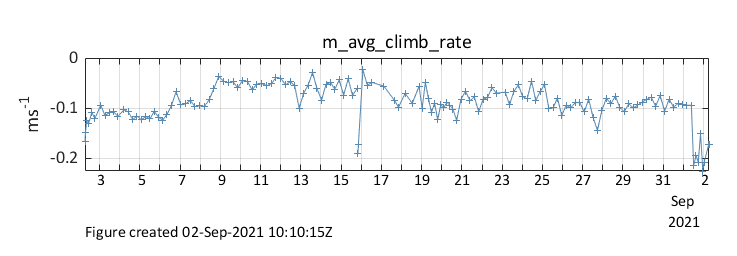 m_avg_climb_rate
0
-0.1
-0.2
ms-1
3 5 7 9 11 13 15 17 19 21 23 25 27 29 31 2
Sep
2021
Figure created 02-Sep-2021 10:10:15Z